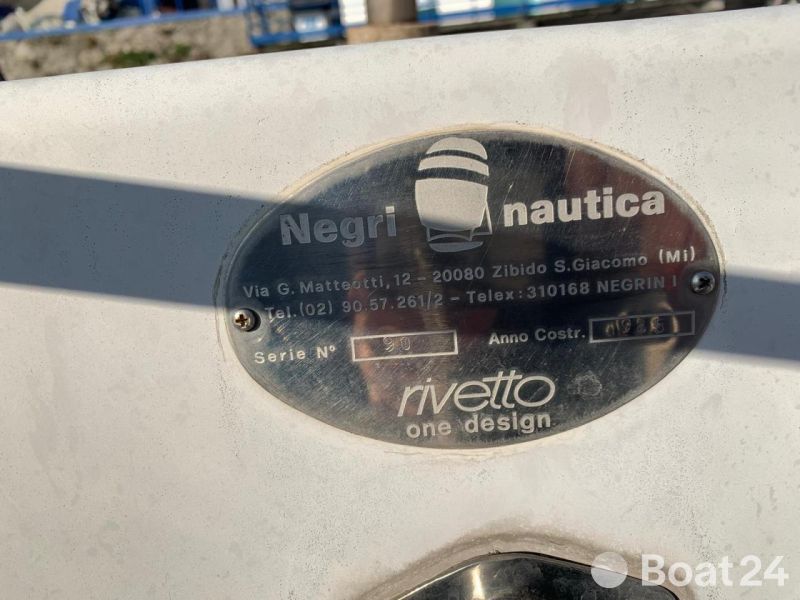 Negri nautica
Via G. Matteotti, 12 - 20080 Zibido S. Giacomo (Mi)
Tel. (02) 90.57.261/2 - Telex: 310168 NEGRIN I
Serie N° 90 Anno Costr.
rivetto
one design
Boat24